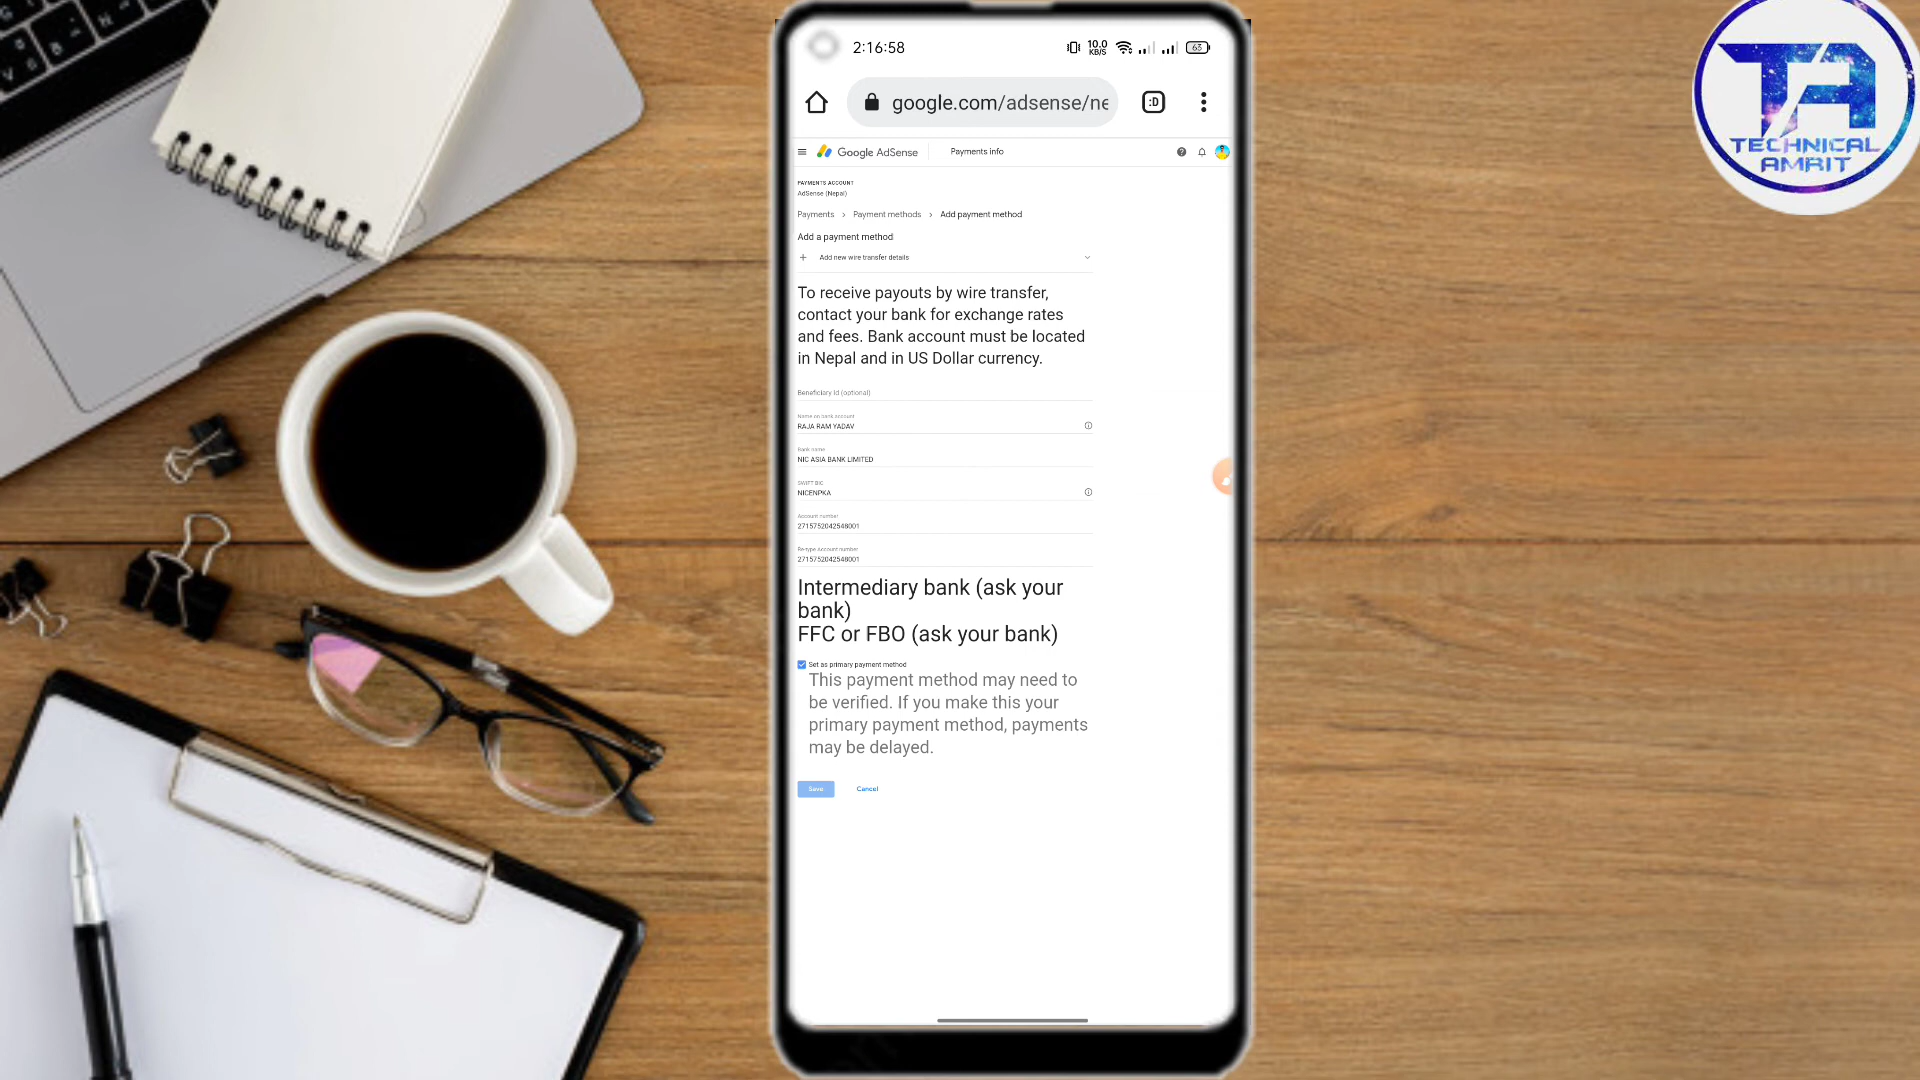 2:16:58
10.0
KB/S
63
google.com/adsense/ne
:D
Google AdSense
Payments info
PAYMENTS ACCOUNT
AdSense (Nepal)
Payments > Payment methods > Add payment method
Add a payment method
+ Add new wire transfer details
To receive payouts by wire transfer,
contact your bank for exchange rates
and fees. Bank account must be located
in Nepal and in US Dollar currency.
Beneficiary Id (optional)
Name on bank account
RAJA RAM YADAV
Bank name
NIC ASIA BANK LIMITED
SWIFT BIC
NICENPKA
Account number
2715752042548001
Re-type Account number
2715752042548001
Intermediary bank (ask your
bank)
FFC or FBO (ask your bank)
Set as primary payment method
This payment method may need to
be verified. If you make this your
primary payment method, payments
may be delayed.
Save
Cancel
TA
TECHNICAL
AMRIT